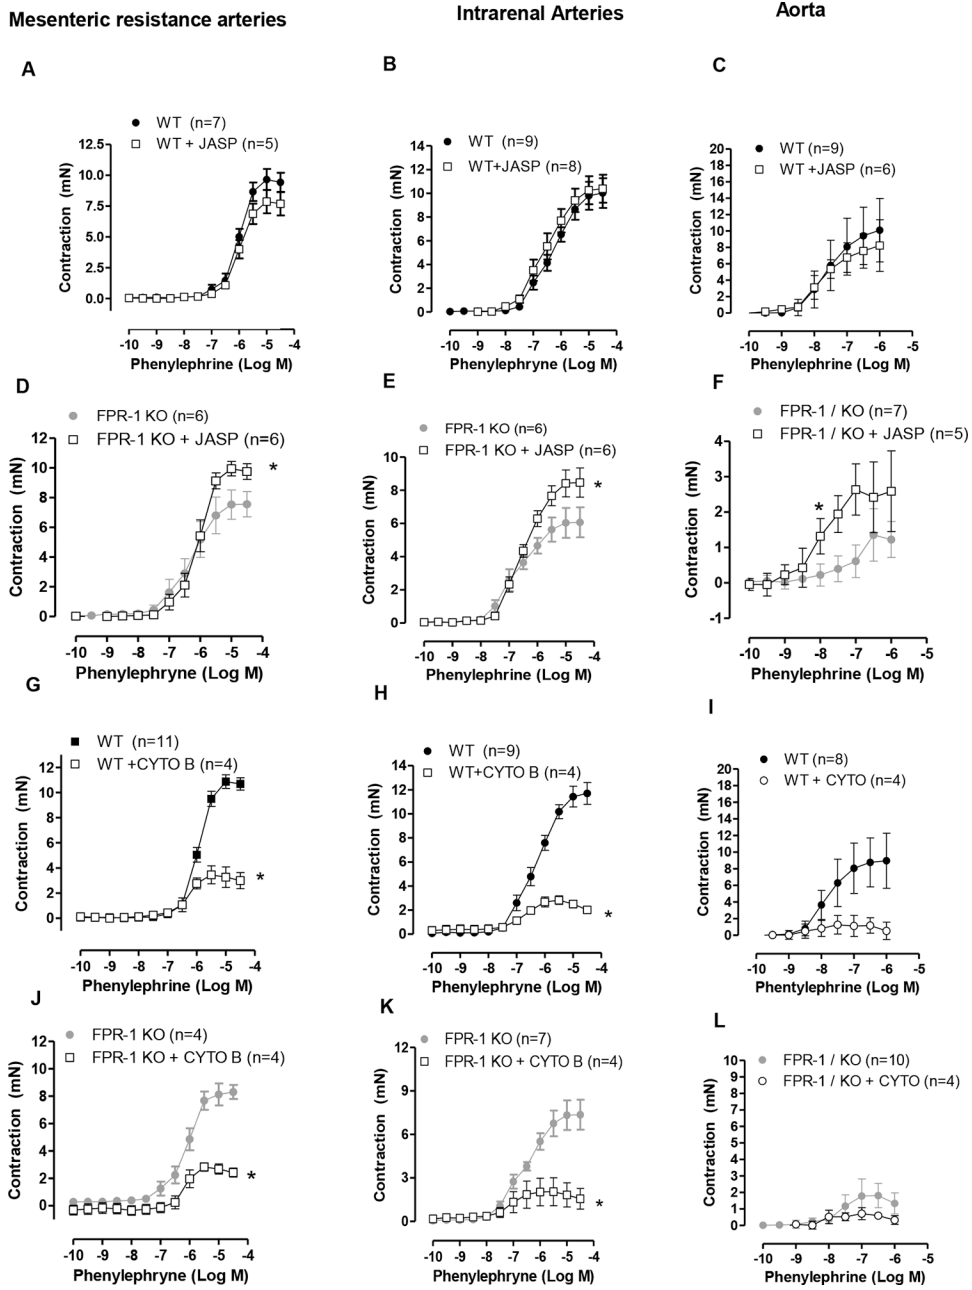 Mesenteric resistance arteries
Intrarenal Arteries
Aorta
A
WT (n=7)
WT + JASP (n=5)
Contraction (mN)
12.5
10.0
7.5
5.0
2.5
0.0
-10 -9 -8 -7 -6 -5 -4
Phenylephrine (Log M)
B
WT (n=9)
WT+JASP (n=8)
Contraction (mN)
14
12
10
8
6
4
2
0
-10 -9 -8 -7 -6 -5 -4
Phenylephryne (Log M)
C
WT (n=9)
WT+JASP (n=6)
Contraction (mN)
20
18
16
14
12
10
8
6
4
2
0
-10 -9 -8 -7 -6 -5
Phenylephrine (Log M)
D
FPR-1 KO (n=6)
FPR-1 KO + JASP (n=6)
Contraction (mN)
12
10
8
6
4
2
0
*
-10 -9 -8 -7 -6 -5 -4
Phenylephryne (Log M)
E
FPR-1 KO (n=6)
FPR-1 KO + JASP (n=6)
Contraction (mN)
10
8
6
4
2
0
*
-10 -9 -8 -7 -6 -5 -4
Phenylephryne (Log M)
F
FPR-1 / KO (n=7)
FPR-1 / KO + JASP (n=5)
Contraction (mN)
4
3
2
1
0
-1
*
-10 -9 -8 -7 -6 -5
Phenylephrine (Log M)
G
WT (n=11)
WT +CYTO B (n=4)
Contraction (mN)
12
10
8
6
4
2
0
*
-10 -9 -8 -7 -6 -5 -4
Phenylephrine (Log M)
H
WT (n=9)
WT+CYTO B (n=4)
Contraction (mN)
14
12
10
8
6
4
2
0
*
-10 -9 -8 -7 -6 -5 -4
Phenylephryne (Log M)
I
WT (n=8)
WT + CYTO (n=4)
Contraction (mN)
20
18
16
14
12
10
8
6
4
2
0
-10 -9 -8 -7 -6 -5
Phenylephrine (Log M)
J
FPR-1 KO (n=4)
FPR-1 KO + CYTO B (n=4)
Contraction (mN)
12
10
8
6
4
2
0
*
-10 -9 -8 -7 -6 -5 -4
Phenylephryne (Log M)
K
FPR-1 KO (n=7)
FPR-1 KO + CYTO B (n=4)
Contraction (mN)
12
9
6
3
0
*
-10 -9 -8 -7 -6 -5 -4
Phenylephryne (Log M)
L
FPR-1 / KO (n=10)
FPR-1 / KO + CYTO (n=4)
Contraction (mN)
10
9
8
7
6
5
4
3
2
1
0
-10 -9 -8 -7 -6 -5
Phenylephrine (Log M)